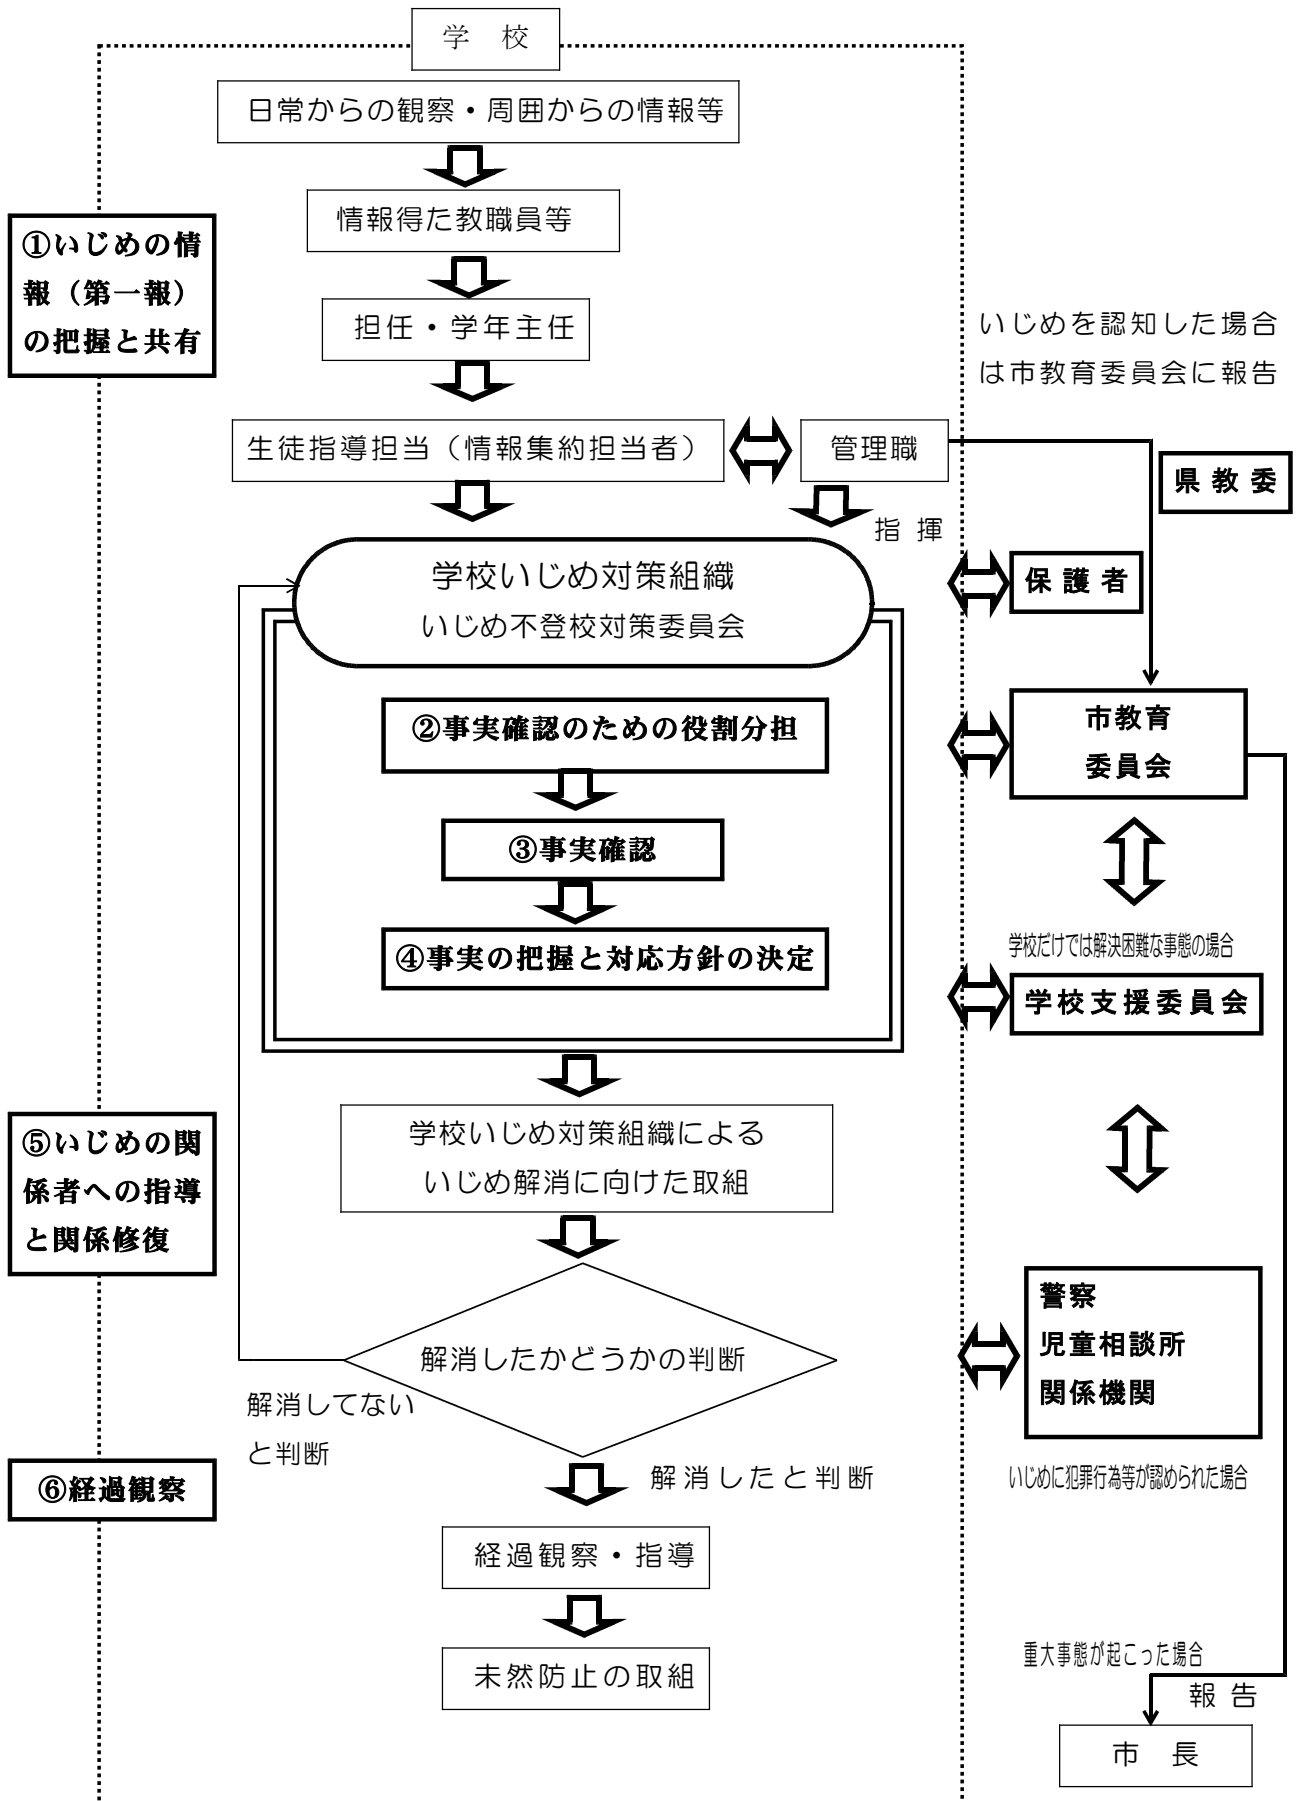 学　校
日常からの観察・周囲からの情報等
情報得た教職員等
①いじめの情
報（第一報）
の把握と共有
担任・学年主任
いじめを認知した場合
は市教育委員会に報告
生徒指導担当（情報集約担当者）
管理職
県 教 委
指 揮
学校いじめ対策組織
いじめ不登校対策委員会
保 護 者
②事実確認のための役割分担
市教育
委員会
③事実確認
学校だけでは解決困難な事態の場合
④事実の把握と対応方針の決定
学校支援委員会
学校いじめ対策組織による
いじめ解消に向けた取組
⑤いじめの関
係者への指導
と関係修復
警察
児童相談所
関係機関
解消したかどうかの判断
解消してない
と判断
解消したと判断
いじめに犯罪行為等が認められた場合
⑥経過観察
経過観察・指導
未然防止の取組
重大事態が起こった場合
報 告
市　長